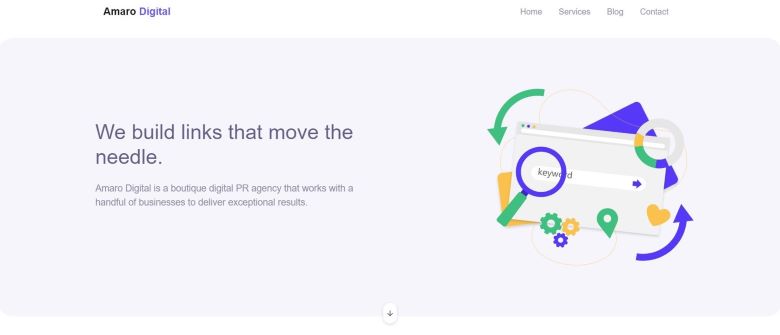 Amaro Digital
Home Services Blog Contact
We build links that move the
needle.
Amaro Digital is a boutique digital PR agency that works with a
handful of businesses to deliver exceptional results.
keyword